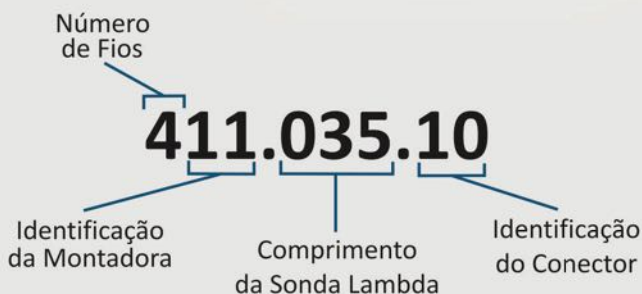 Número
de Fios
411.035.10
Identificação
da Montadora
Comprimento
da Sonda Lambda
Identificação
do Conector